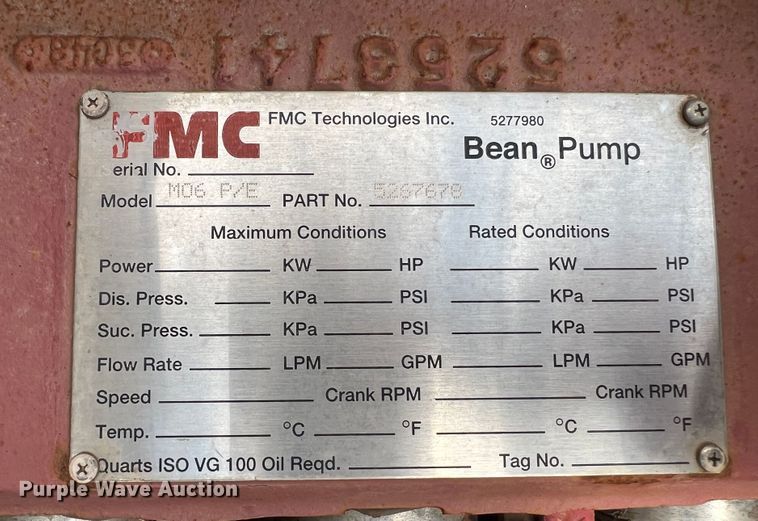 5253741
FMC FMC Technologies Inc. 5277980
Bean® Pump
erial No.
Model M06 P/E PART No. 5267678
Maximum Conditions Rated Conditions
Power KW HP KW HP
Dis. Press. KPa PSI KPa PSI
Suc. Press. KPa PSI KPa PSI
Flow Rate LPM GPM LPM GPM
Speed Crank RPM Crank RPM
Temp. °C °F °C °F
Quarts ISO VG 100 Oil Reqd. Tag No.
Purple Wave Auction